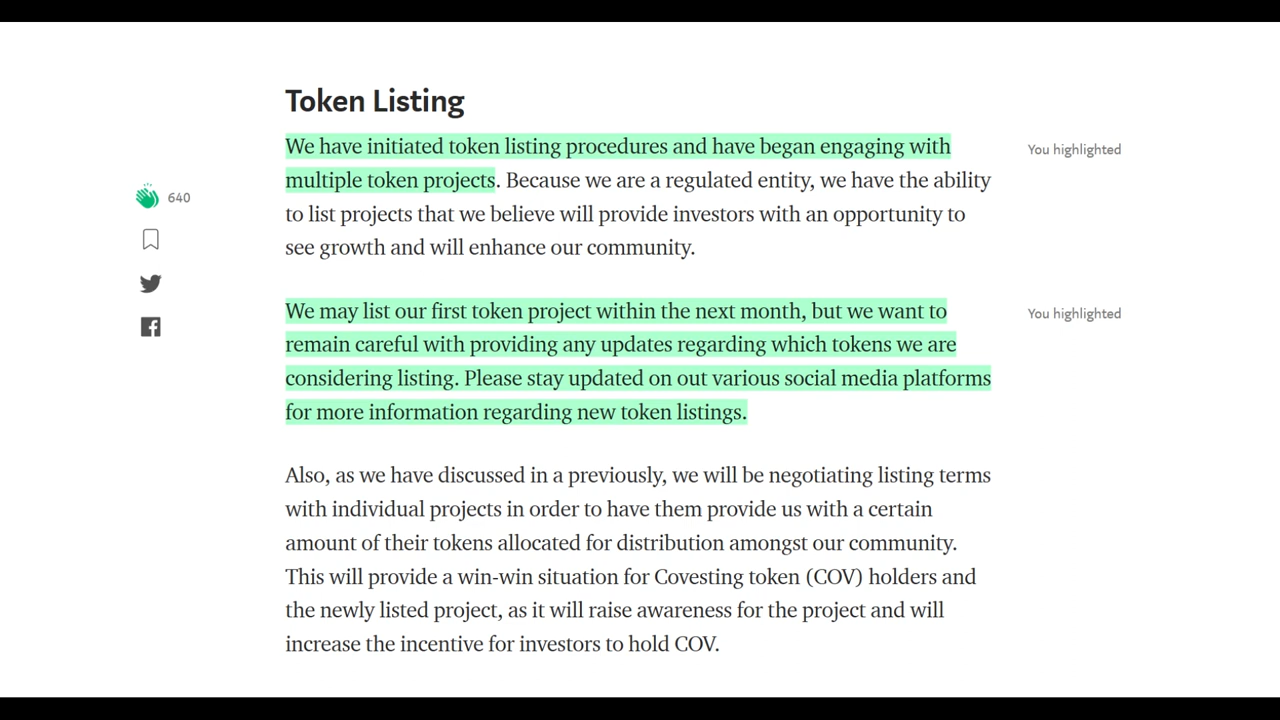 Token Listing
We have initiated token listing procedures and have began engaging with
You highlighted
multiple token projects. Because we are a regulated entity, we have the ability
640
to list projects that we believe will provide investors with an opportunity to
see growth and will enhance our community.
We may list our first token project within the next month, but we want to
You highlighted
remain careful with providing any updates regarding which tokens we are
considering listing. Please stay updated on out various social media platforms
for more information regarding new token listings.
Also, as we have discussed in a previously, we will be negotiating listing terms
with individual projects in order to have them provide us with a certain
amount of their tokens allocated for distribution amongst our community.
This will provide a win-win situation for Covesting token (COV) holders and
the newly listed project, as it will raise awareness for the project and will
increase the incentive for investors to hold COV.